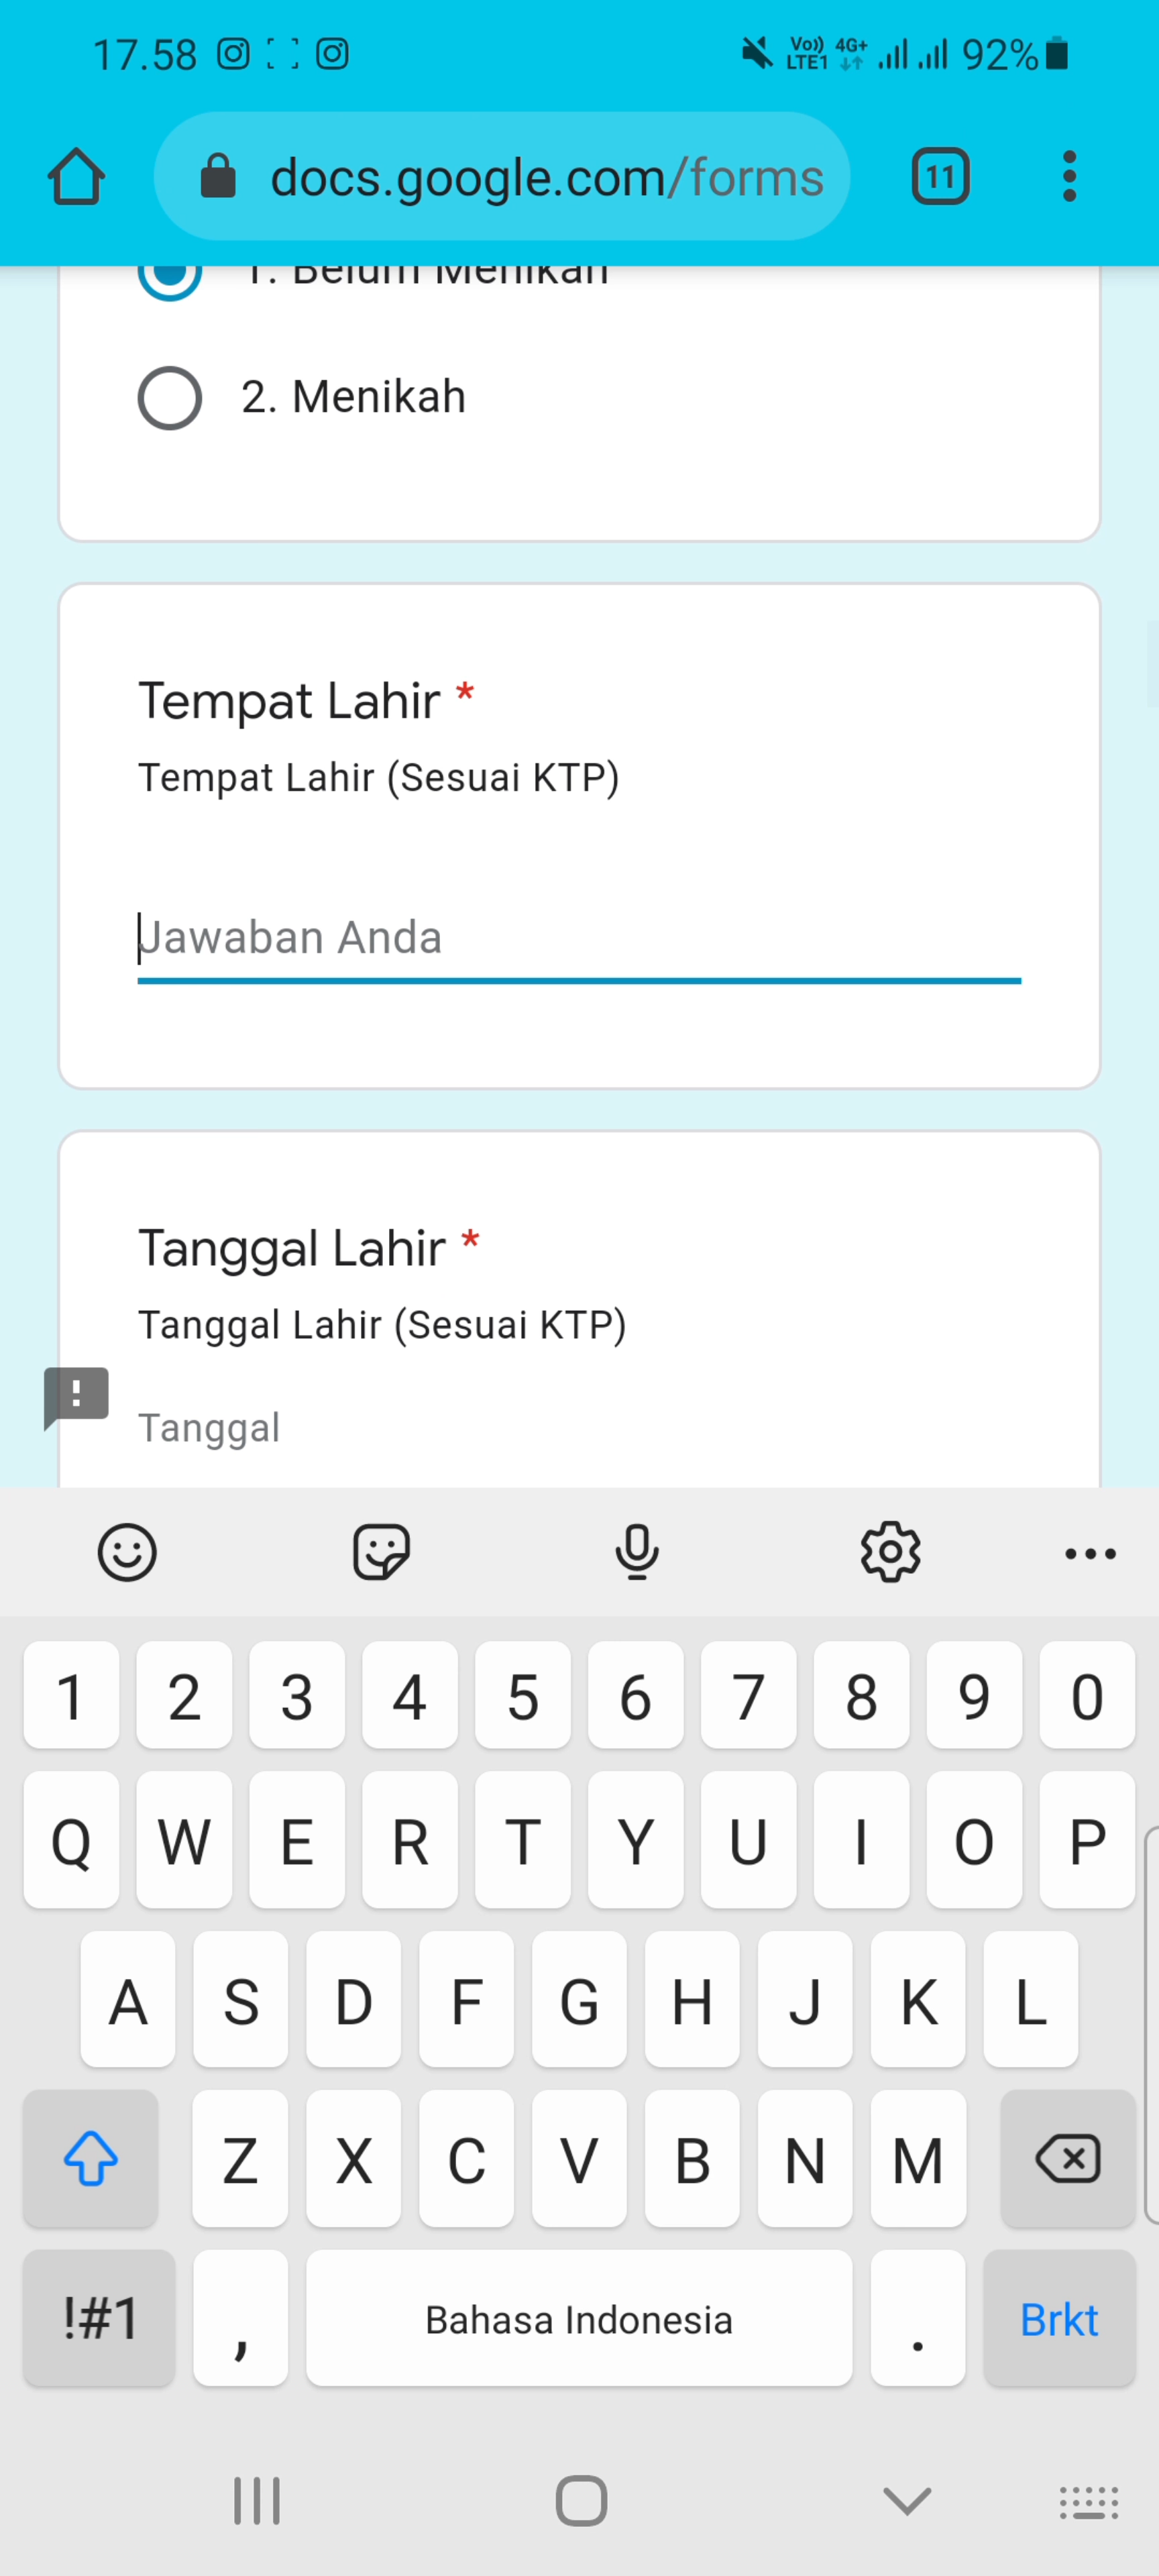 17.58 Vo)) LTE1 4G+ 92%
docs.google.com/forms 11
1. Belum Menikah
2. Menikah
Tempat Lahir *
Tempat Lahir (Sesuai KTP)
Jawaban Anda
Tanggal Lahir *
Tanggal Lahir (Sesuai KTP)
!
Tanggal
1 2 3 4 5 6 7 8 9 0
Q W E R T Y U I O P
A S D F G H J K L
Z X C V B N M
!#1 , Bahasa Indonesia . Brkt